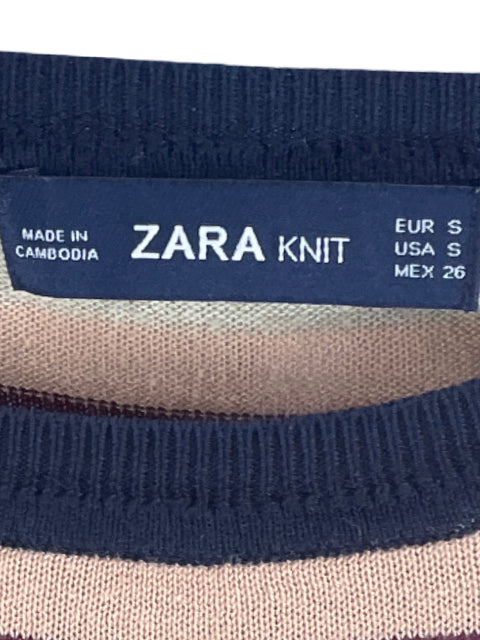 MADE IN
CAMBODIA
ZARA KNIT
EUR S
USA S
MEX 26